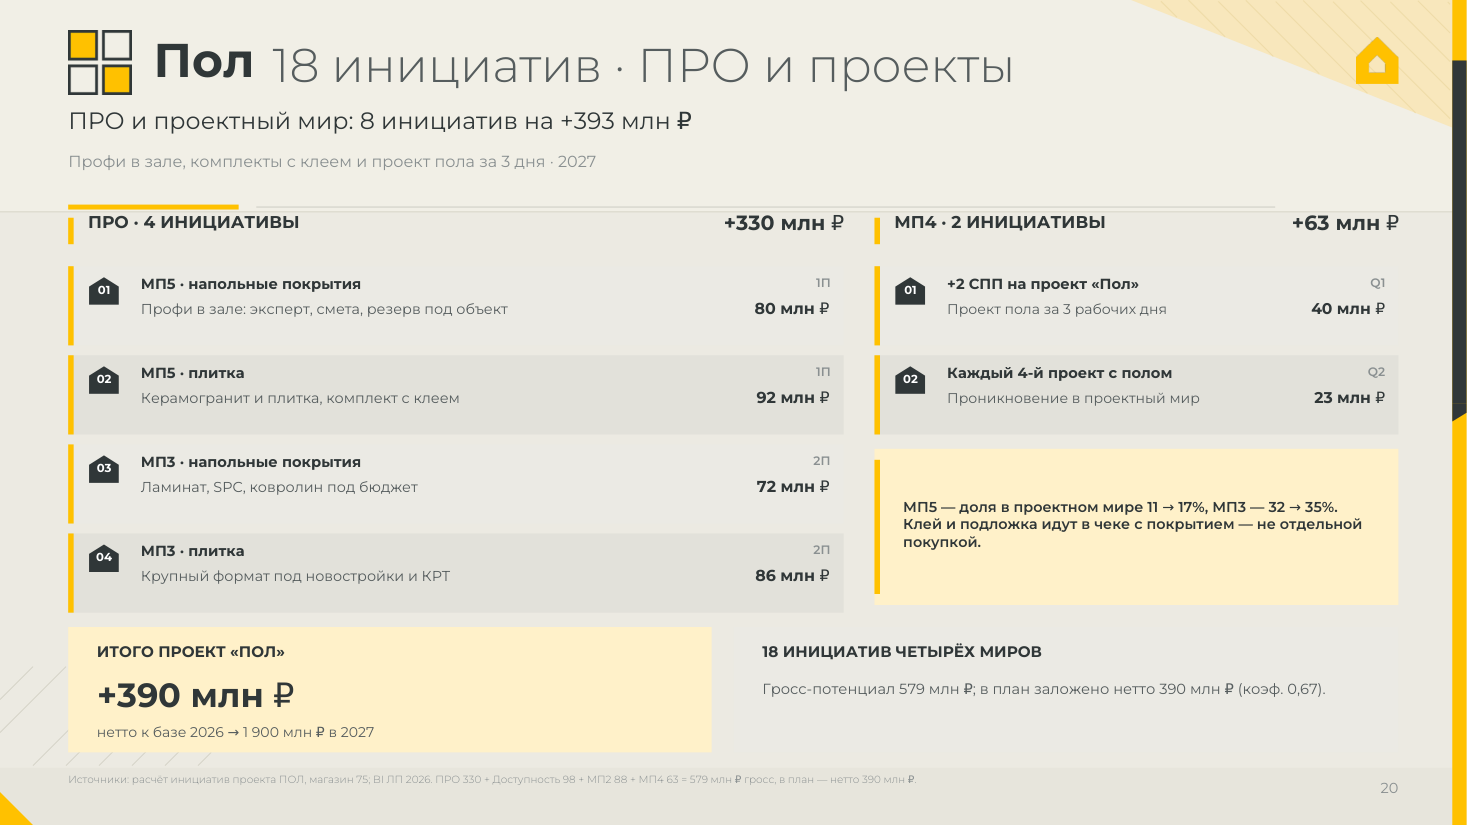 Пол 18 инициатив · ПРО и проекты
ПРО и проектный мир: 8 инициатив на +393 млн ₽
Профи в зале, комплекты с клеем и проект пола за 3 дня · 2027
ПРО · 4 ИНИЦИАТИВЫ
+330 млн ₽
01
МП5 · напольные покрытия
1П
Профи в зале: эксперт, смета, резерв под объект
80 млн ₽
02
МП5 · плитка
1П
Керамогранит и плитка, комплект с клеем
92 млн ₽
03
МП3 · напольные покрытия
2П
Ламинат, SPC, ковролин под бюджет
72 млн ₽
04
МП3 · плитка
2П
Крупный формат под новостройки и КРТ
86 млн ₽
МП4 · 2 ИНИЦИАТИВЫ
+63 млн ₽
01
+2 СПП на проект «Пол»
Q1
Проект пола за 3 рабочих дня
40 млн ₽
02
Каждый 4-й проект с полом
Q2
Проникновение в проектный мир
23 млн ₽
МП5 — доля в проектном мире 11 → 17%, МП3 — 32 → 35%.
Клей и подложка идут в чеке с покрытием — не отдельной
покупкой.
ИТОГО ПРОЕКТ «ПОЛ»
+390 млн ₽
нетто к базе 2026 → 1 900 млн ₽ в 2027
18 ИНИЦИАТИВ ЧЕТЫРЁХ МИРОВ
Гросс-потенциал 579 млн ₽; в план заложено нетто 390 млн ₽ (коэф. 0,67).
Источники: расчёт инициатив проекта ПОЛ, магазин 75; BI ЛП 2026. ПРО 330 + Доступность 98 + МП2 88 + МП4 63 = 579 млн ₽ гросс, в план — нетто 390 млн ₽.
20